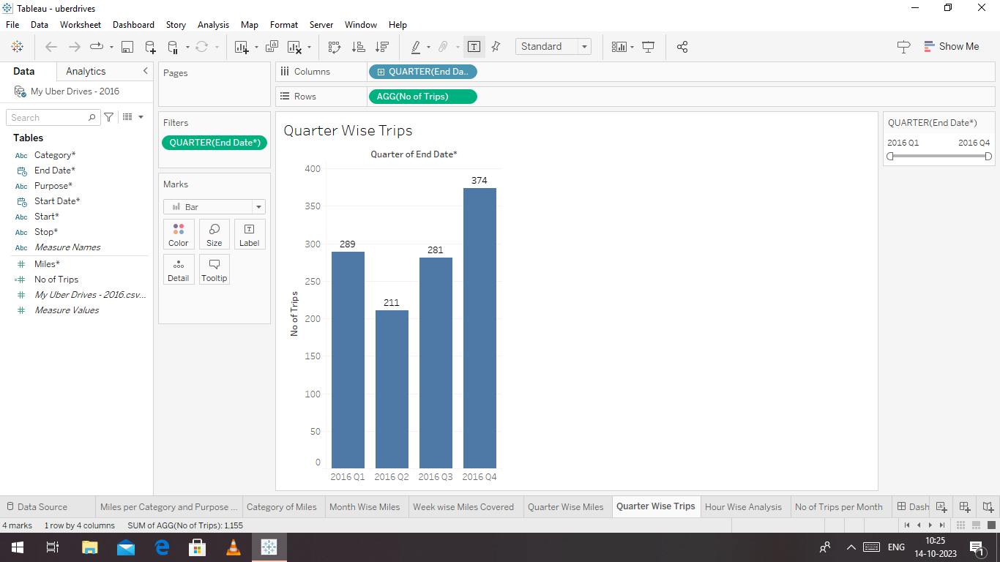 Tableau - uberdrives
File Data Worksheet Dashboard Story Analysis Map Format Server Window Help
Standard
Show Me
Data Analytics
My Uber Drives - 2016
Search
Tables
Abc Category*
End Date*
Abc Purpose*
Start Date*
Abc Start*
Abc Stop*
Abc Measure Names
# Miles*
=# No of Trips
# My Uber Drives - 2016.csv...
# Measure Values
Pages
Filters
QUARTER(End Date*)
Marks
Bar
Color Size Label
Detail Tooltip
Columns QUARTER(End Da..
Rows AGG(No of Trips)
Quarter Wise Trips
Quarter of End Date*
No of Trips
400
350
300
250
200
150
100
50
0
289
211
281
374
2016 Q1 2016 Q2 2016 Q3 2016 Q4
QUARTER(End Date*)
2016 Q1 2016 Q4
Data Source Miles per Category and Purpose ... Category of Miles Month Wise Miles Week wise Miles Covered Quarter Wise Miles Quarter Wise Trips Hour Wise Analysis No of Trips per Month Dash
4 marks 1 row by 4 columns SUM of AGG(No of Trips): 1,155
ENG
10:25
14-10-2023
1